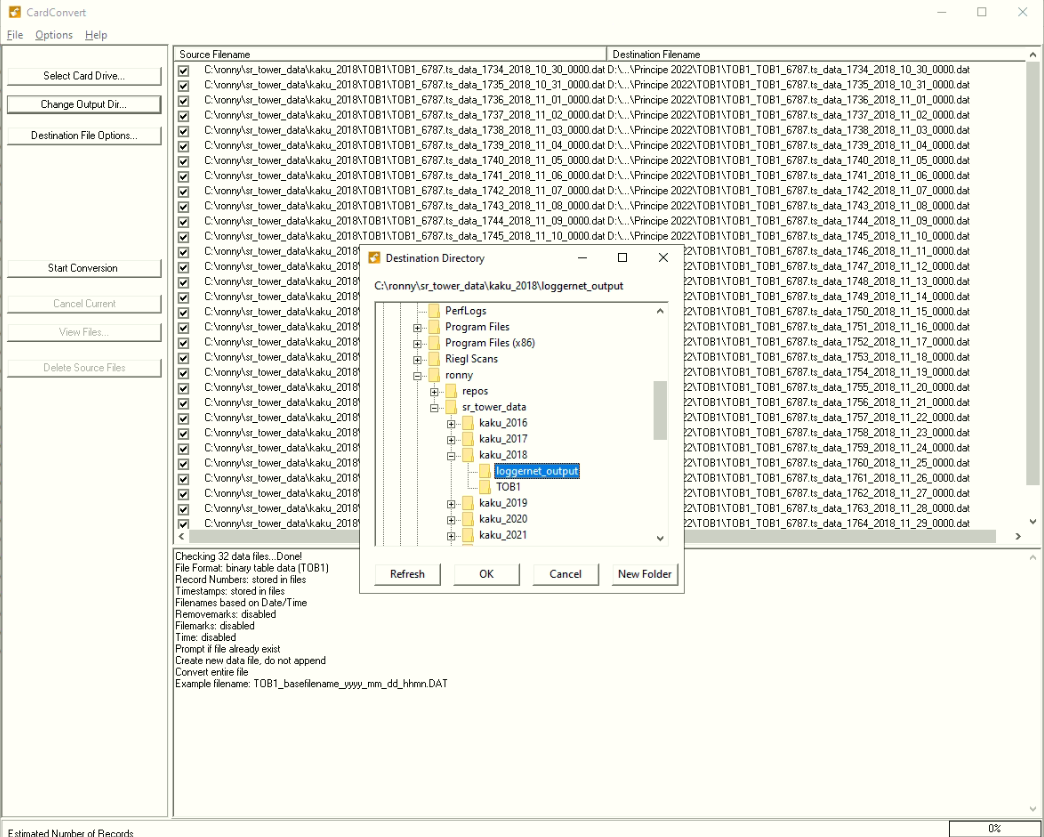 CardConvert
File Options Help
Select Card Drive...
Change Output Dir...
Destination File Options...
Start Conversion
Cancel Current
View Files...
Delete Source Files
Source Filename Destination Filename
C:\ronny\sr_tower_data\kaku_2018\TOB1\TOB1_6787.ts_data_1734_2018_10_30_0000.dat D:\...\Principe 2022\TOB1\TOB1_TOB1_6787.ts_data_1734_2018_10_30_0000.dat
C:\ronny\sr_tower_data\kaku_2018\TOB1\TOB1_6787.ts_data_1735_2018_10_31_0000.dat D:\...\Principe 2022\TOB1\TOB1_TOB1_6787.ts_data_1735_2018_10_31_0000.dat
C:\ronny\sr_tower_data\kaku_2018\TOB1\TOB1_6787.ts_data_1736_2018_11_01_0000.dat D:\...\Principe 2022\TOB1\TOB1_TOB1_6787.ts_data_1736_2018_11_01_0000.dat
C:\ronny\sr_tower_data\kaku_2018\TOB1\TOB1_6787.ts_data_1737_2018_11_02_0000.dat D:\...\Principe 2022\TOB1\TOB1_TOB1_6787.ts_data_1737_2018_11_02_0000.dat
C:\ronny\sr_tower_data\kaku_2018\TOB1\TOB1_6787.ts_data_1738_2018_11_03_0000.dat D:\...\Principe 2022\TOB1\TOB1_TOB1_6787.ts_data_1738_2018_11_03_0000.dat
C:\ronny\sr_tower_data\kaku_2018\TOB1\TOB1_6787.ts_data_1739_2018_11_04_0000.dat D:\...\Principe 2022\TOB1\TOB1_TOB1_6787.ts_data_1739_2018_11_04_0000.dat
C:\ronny\sr_tower_data\kaku_2018\TOB1\TOB1_6787.ts_data_1740_2018_11_05_0000.dat D:\...\Principe 2022\TOB1\TOB1_TOB1_6787.ts_data_1740_2018_11_05_0000.dat
C:\ronny\sr_tower_data\kaku_2018\TOB1\TOB1_6787.ts_data_1741_2018_11_06_0000.dat D:\...\Principe 2022\TOB1\TOB1_TOB1_6787.ts_data_1741_2018_11_06_0000.dat
C:\ronny\sr_tower_data\kaku_2018\TOB1\TOB1_6787.ts_data_1742_2018_11_07_0000.dat D:\...\Principe 2022\TOB1\TOB1_TOB1_6787.ts_data_1742_2018_11_07_0000.dat
C:\ronny\sr_tower_data\kaku_2018\TOB1\TOB1_6787.ts_data_1743_2018_11_08_0000.dat D:\...\Principe 2022\TOB1\TOB1_TOB1_6787.ts_data_1743_2018_11_08_0000.dat
C:\ronny\sr_tower_data\kaku_2018\TOB1\TOB1_6787.ts_data_1744_2018_11_09_0000.dat D:\...\Principe 2022\TOB1\TOB1_TOB1_6787.ts_data_1744_2018_11_09_0000.dat
C:\ronny\sr_tower_data\kaku_2018\TOB1\TOB1_6787.ts_data_1745_2018_11_10_0000.dat D:\...\Principe 2022\TOB1\TOB1_TOB1_6787.ts_data_1745_2018_11_10_0000.dat
C:\ronny\sr_tower_data\kaku_2018\ 22\TOB1\TOB1_TOB1_6787.ts_data_1746_2018_11_11_0000.dat
C:\ronny\sr_tower_data\kaku_2018\ 22\TOB1\TOB1_TOB1_6787.ts_data_1747_2018_11_12_0000.dat
C:\ronny\sr_tower_data\kaku_2018\ 22\TOB1\TOB1_TOB1_6787.ts_data_1748_2018_11_13_0000.dat
C:\ronny\sr_tower_data\kaku_2018\ 22\TOB1\TOB1_TOB1_6787.ts_data_1749_2018_11_14_0000.dat
C:\ronny\sr_tower_data\kaku_2018\ 22\TOB1\TOB1_TOB1_6787.ts_data_1750_2018_11_15_0000.dat
C:\ronny\sr_tower_data\kaku_2018\ 22\TOB1\TOB1_TOB1_6787.ts_data_1751_2018_11_16_0000.dat
C:\ronny\sr_tower_data\kaku_2018\ 22\TOB1\TOB1_TOB1_6787.ts_data_1752_2018_11_17_0000.dat
C:\ronny\sr_tower_data\kaku_2018\ 22\TOB1\TOB1_TOB1_6787.ts_data_1753_2018_11_18_0000.dat
C:\ronny\sr_tower_data\kaku_2018\ 22\TOB1\TOB1_TOB1_6787.ts_data_1754_2018_11_19_0000.dat
C:\ronny\sr_tower_data\kaku_2018\ 22\TOB1\TOB1_TOB1_6787.ts_data_1755_2018_11_20_0000.dat
C:\ronny\sr_tower_data\kaku_2018\ 22\TOB1\TOB1_TOB1_6787.ts_data_1756_2018_11_21_0000.dat
C:\ronny\sr_tower_data\kaku_2018\ 22\TOB1\TOB1_TOB1_6787.ts_data_1757_2018_11_22_0000.dat
C:\ronny\sr_tower_data\kaku_2018\ 22\TOB1\TOB1_TOB1_6787.ts_data_1758_2018_11_23_0000.dat
C:\ronny\sr_tower_data\kaku_2018\ 22\TOB1\TOB1_TOB1_6787.ts_data_1759_2018_11_24_0000.dat
C:\ronny\sr_tower_data\kaku_2018\ 22\TOB1\TOB1_TOB1_6787.ts_data_1760_2018_11_25_0000.dat
C:\ronny\sr_tower_data\kaku_2018\ 22\TOB1\TOB1_TOB1_6787.ts_data_1761_2018_11_26_0000.dat
C:\ronny\sr_tower_data\kaku_2018\ 22\TOB1\TOB1_TOB1_6787.ts_data_1762_2018_11_27_0000.dat
C:\ronny\sr_tower_data\kaku_2018\ 22\TOB1\TOB1_TOB1_6787.ts_data_1763_2018_11_28_0000.dat
C:\ronny\sr_tower_data\kaku_2018\ 22\TOB1\TOB1_TOB1_6787.ts_data_1764_2018_11_29_0000.dat
Destination Directory
C:\ronny\sr_tower_data\kaku_2018\loggernet_output
PerfLogs
Program Files
Program Files (x86)
Riegl Scans
ronny
repos
sr_tower_data
kaku_2016
kaku_2017
kaku_2018
loggernet_output
TOB1
kaku_2019
kaku_2020
kaku_2021
Refresh OK Cancel New Folder
Checking 32 data files...Done!
File Format: binary table data (TOB1)
Record Numbers: stored in files
Timestamps: stored in files
Filenames based on Date/Time
Removemarks: disabled
Filemarks: disabled
Time: disabled
Prompt if file already exist
Create new data file, do not append
Convert entire file
Example filename: TOB1_basefilename_yyyy_mm_dd_hhmn.DAT
Estimated Number of Records 0%